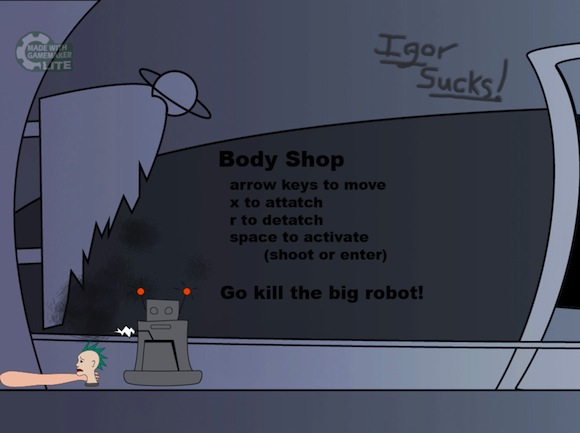 MADE WITH
GAMEMAKER
LITE
Igor
Sucks!
Body Shop
arrow keys to move
x to attatch
r to detatch
space to activate
(shoot or enter)
Go kill the big robot!